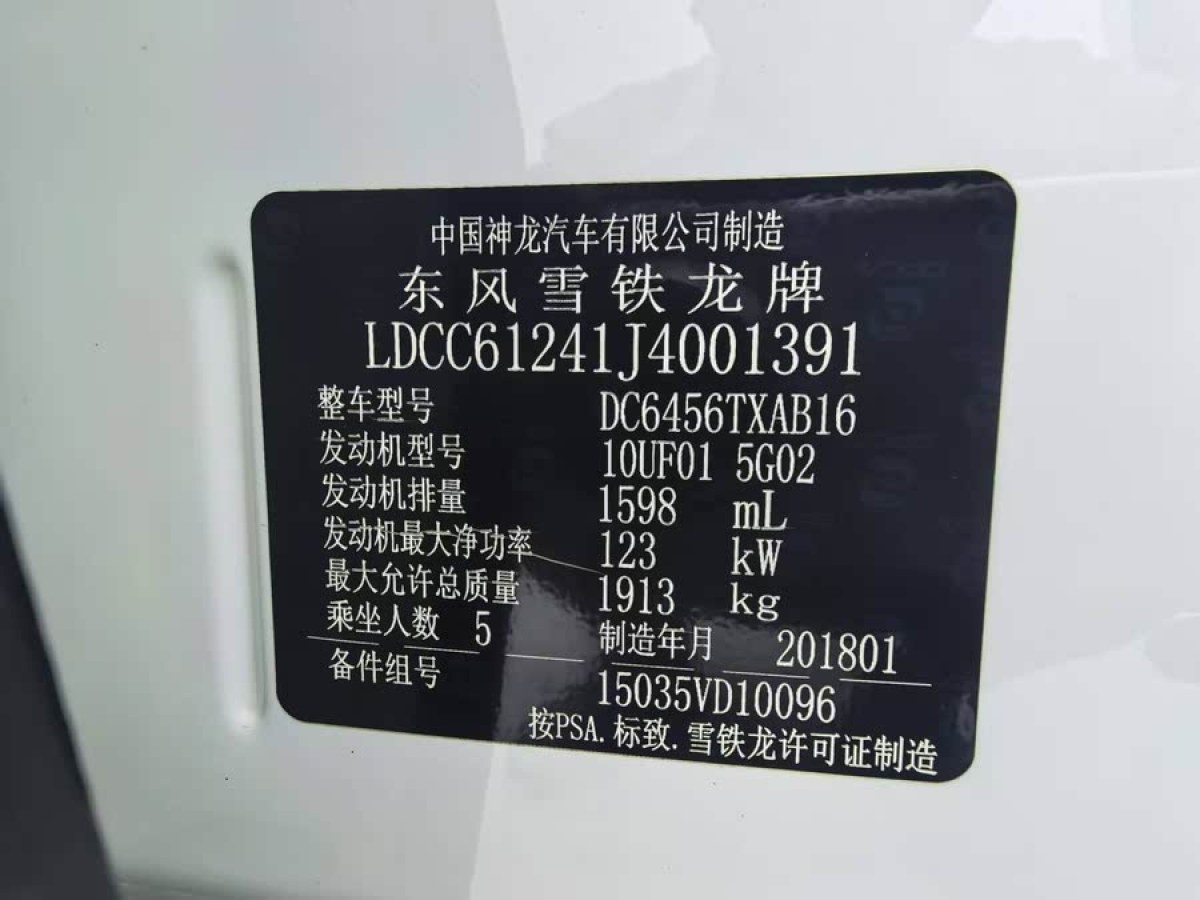 中国神龙汽车有限公司制造
东风雪铁龙牌
LDCC61241J4001391
整车型号 DC6456TXAB16
发动机型号 10UF01 5G02
发动机排量 1598 mL
发动机最大净功率 123 kW
最大允许总质量 1913 kg
乘坐人数 5 制造年月 201801
备件组号 15035VD10096
按PSA.标致.雪铁龙许可证制造